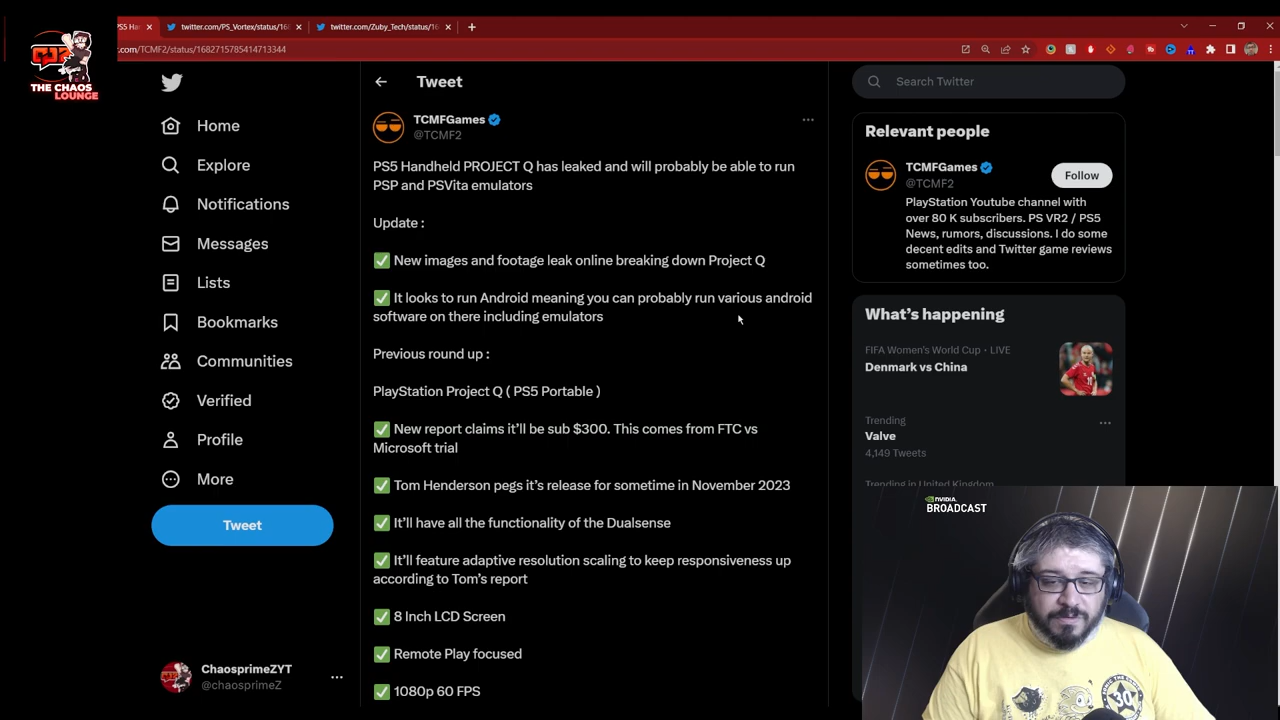 THE CHAOS
LOUNGE
twitter.com/PS_Vortex/status/168
twitter.com/Zuby_Tech/status/16
.com/TCMF2/status/1682715785414713344
Home
Explore
Notifications
Messages
Lists
Bookmarks
Communities
Verified
Profile
More
Tweet
ChaosprimeZYT
@chaosprimeZ
Tweet
TCMFGames
@TCMF2
PS5 Handheld PROJECT Q has leaked and will probably be able to run
PSP and PSVita emulators
Update :
✅ New images and footage leak online breaking down Project Q
✅ It looks to run Android meaning you can probably run various android
software on there including emulators
Previous round up :
PlayStation Project Q ( PS5 Portable )
✅ New report claims it’ll be sub $300. This comes from FTC vs
Microsoft trial
✅ Tom Henderson pegs it’s release for sometime in November 2023
✅ It’ll have all the functionality of the Dualsense
✅ It’ll feature adaptive resolution scaling to keep responsiveness up
according to Tom’s report
✅ 8 Inch LCD Screen
✅ Remote Play focused
✅ 1080p 60 FPS
Search Twitter
Relevant people
TCMFGames
@TCMF2
Follow
PlayStation Youtube channel with
over 80 K subscribers. PS VR2 / PS5
News, rumors, discussions. I do some
decent edits and Twitter game reviews
sometimes too.
What’s happening
FIFA Women’s World Cup · LIVE
Denmark vs China
Trending
Valve
4,149 Tweets
Trending in United Kingdom
NVIDIA.
BROADCAST
30